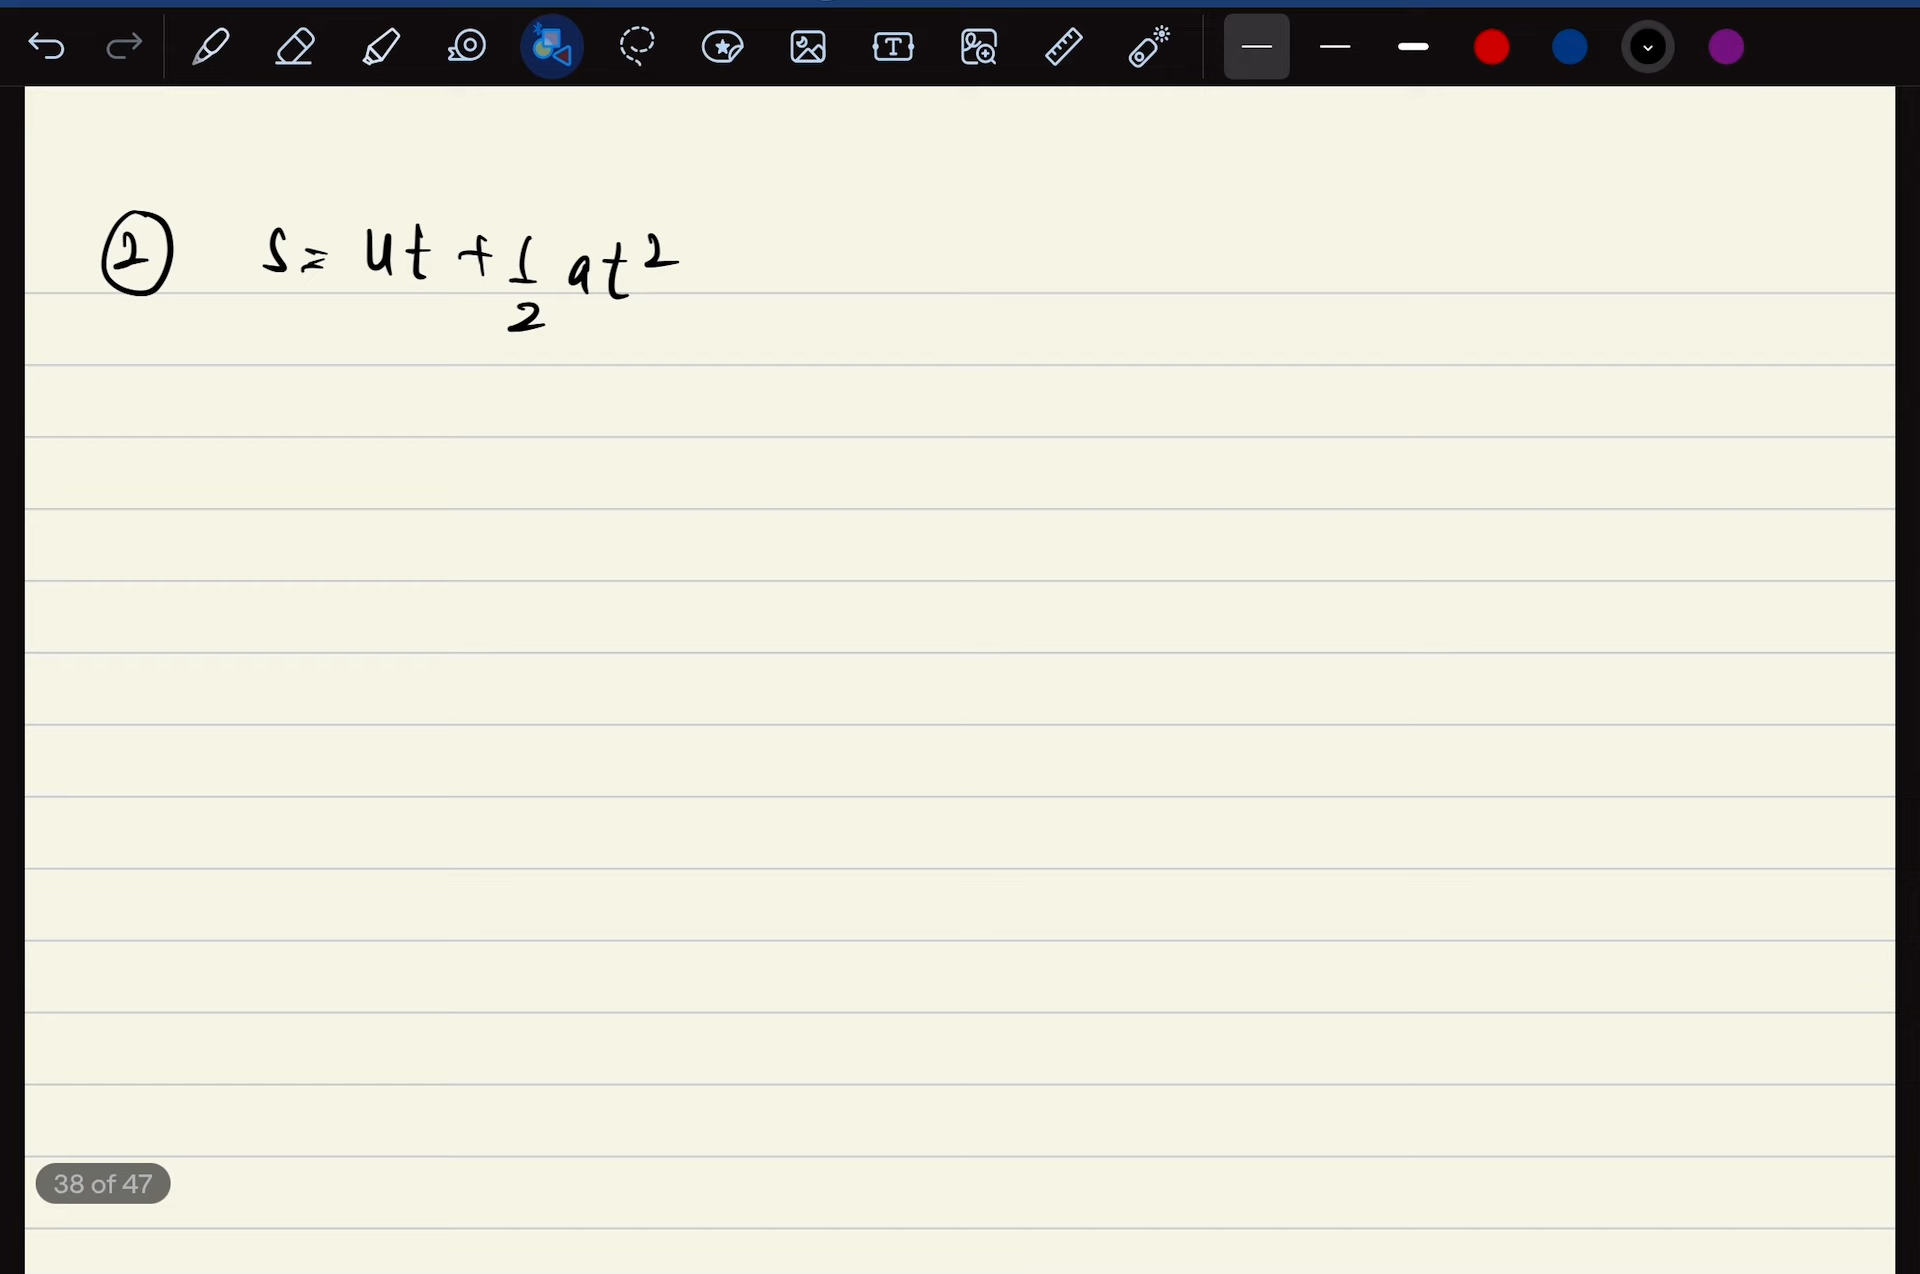 ② s = ut + 1/2 at²
38 of 47